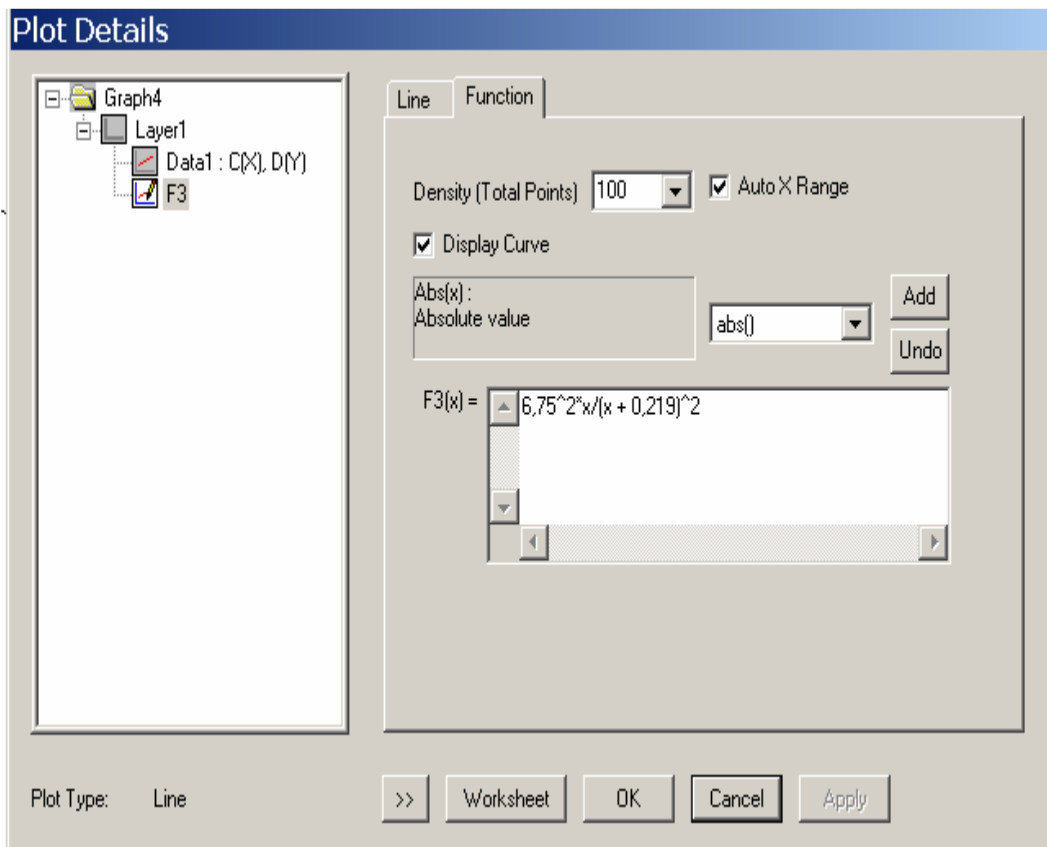 Plot Details
Graph4
Layer1
Data1 : C(X), D(Y)
F3
Line
Function
Density (Total Points)
100
Auto X Range
Display Curve
Abs(x) :
Absolute value
abs()
Add
Undo
F3(x) =
6,75^2*x/(x + 0,219)^2
Plot Type: Line
>>
Worksheet
OK
Cancel
Apply